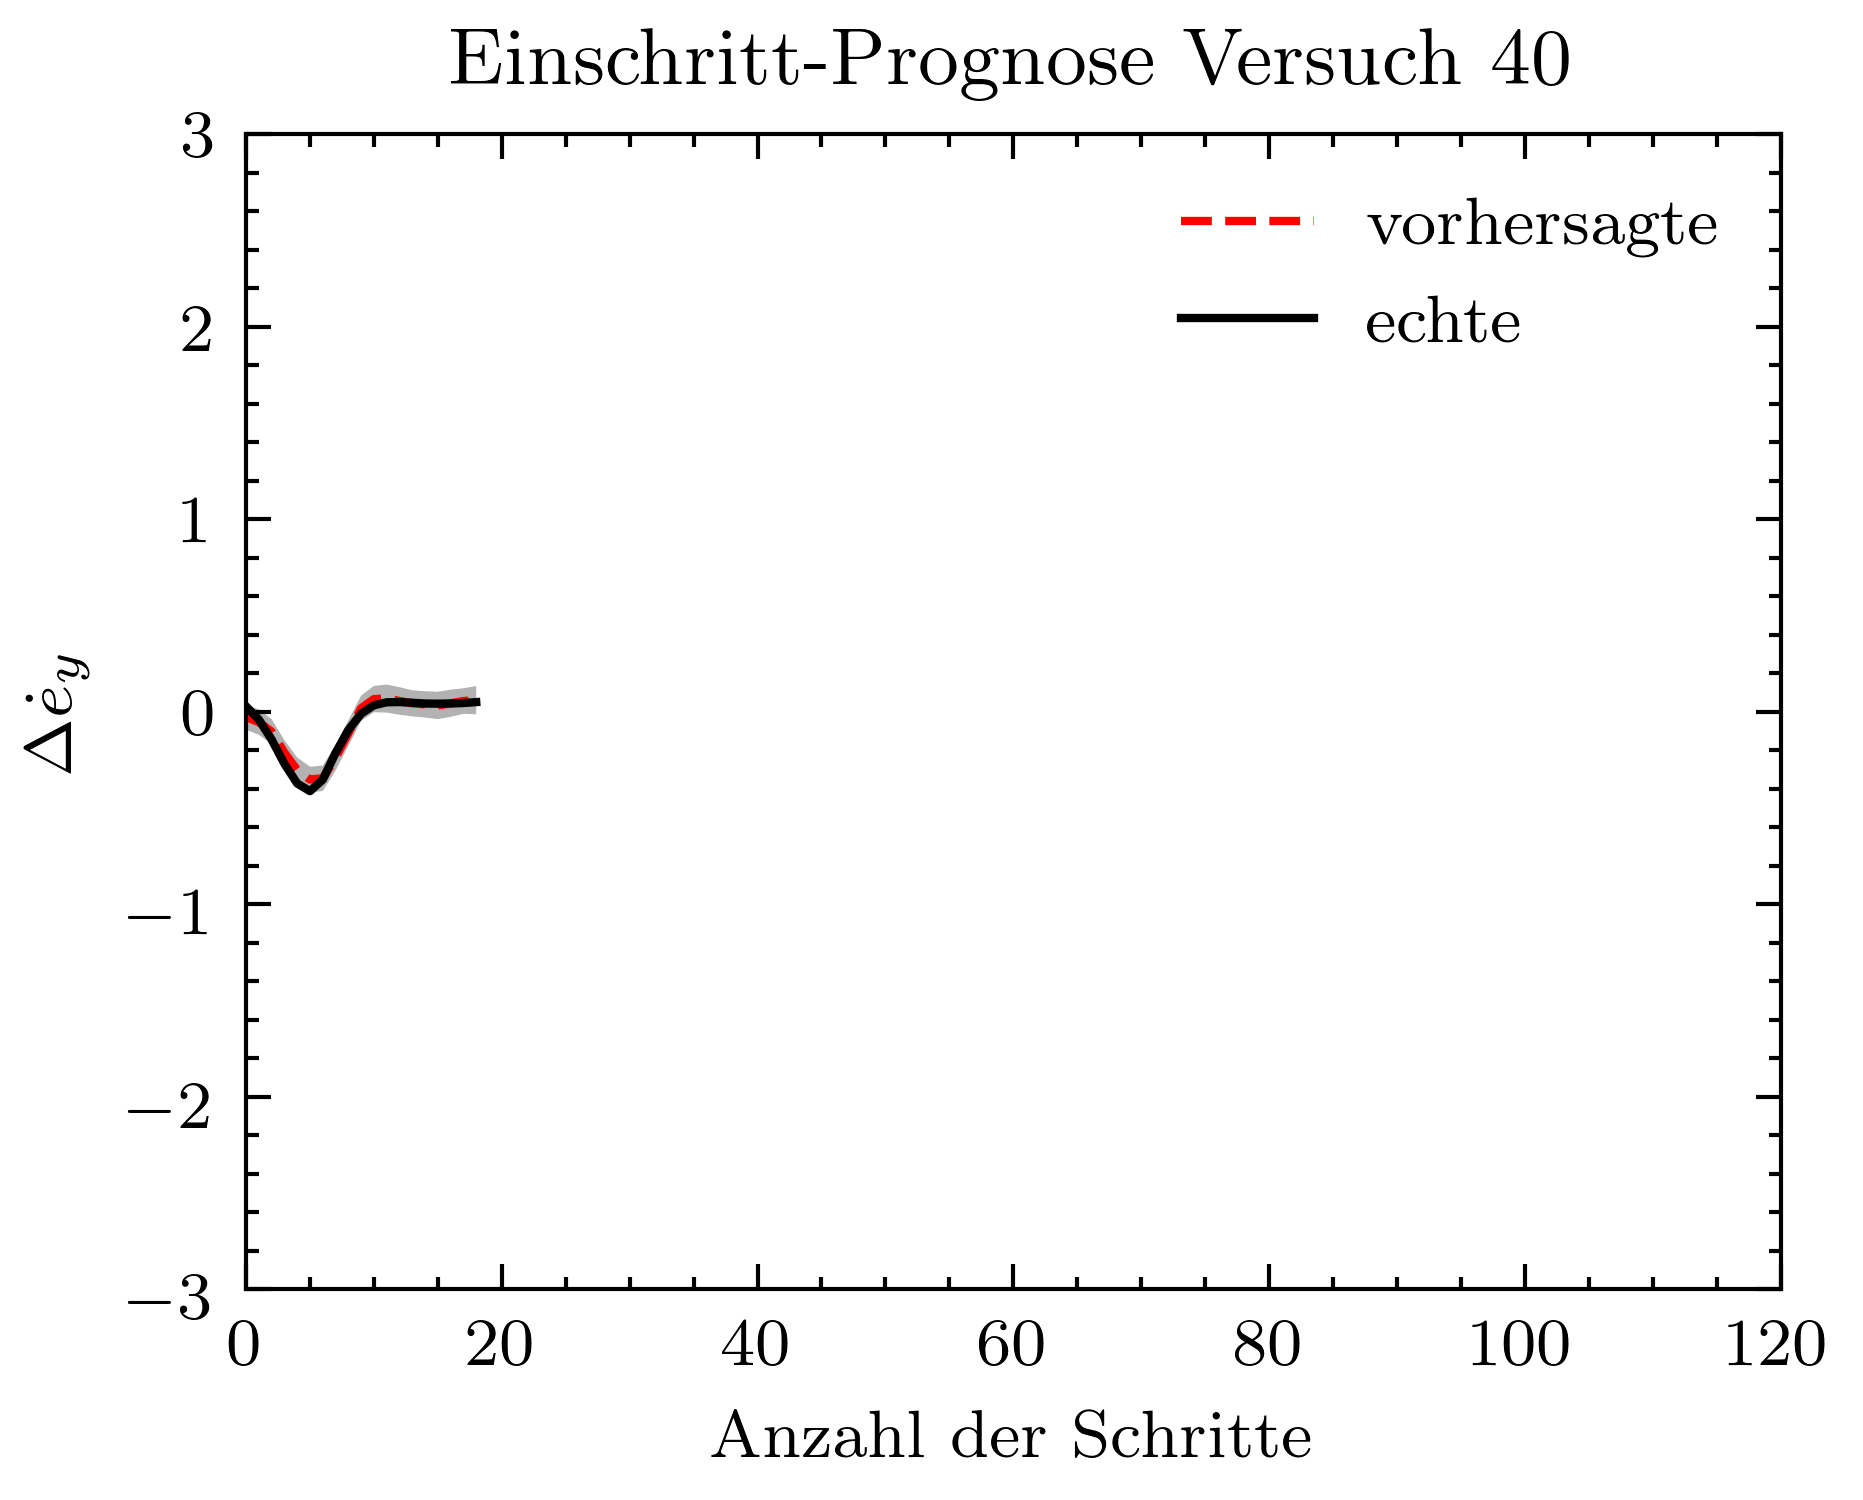 Einschritt-Prognose Versuch 40
3
2
1
0
−1
−2
−3
Δė_y
vorhersagte
echte
0 20 40 60 80 100 120
Anzahl der Schritte